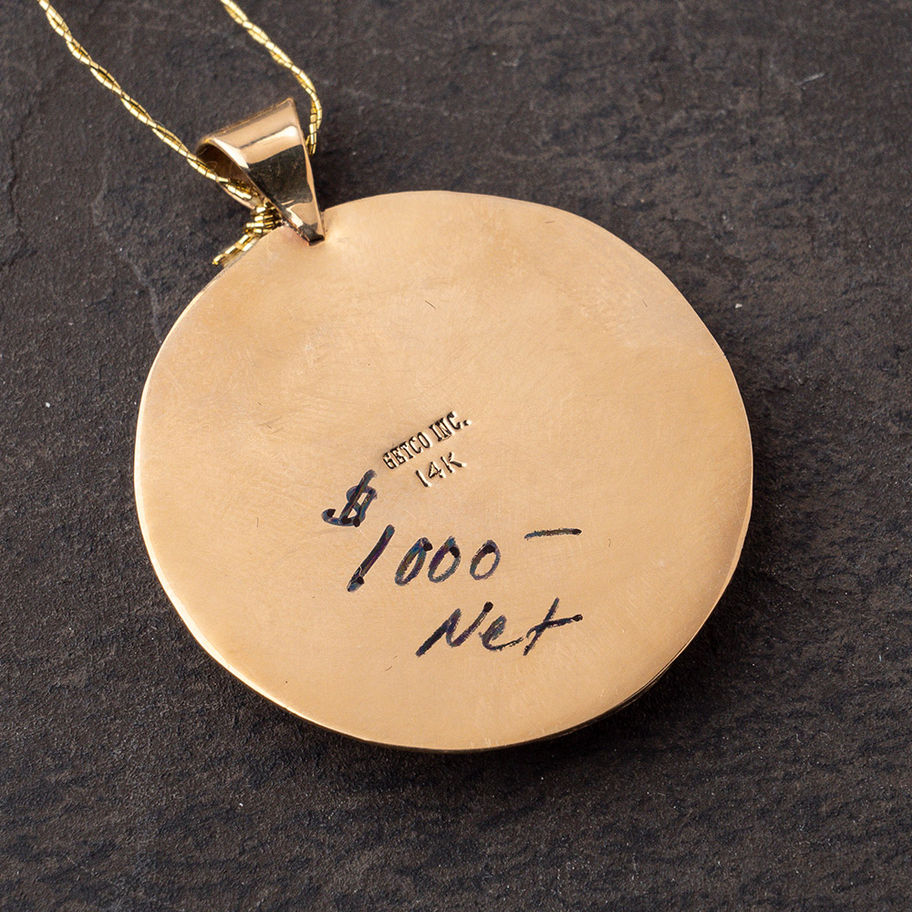 GETCO INC.
14K
$
1000 —
Net